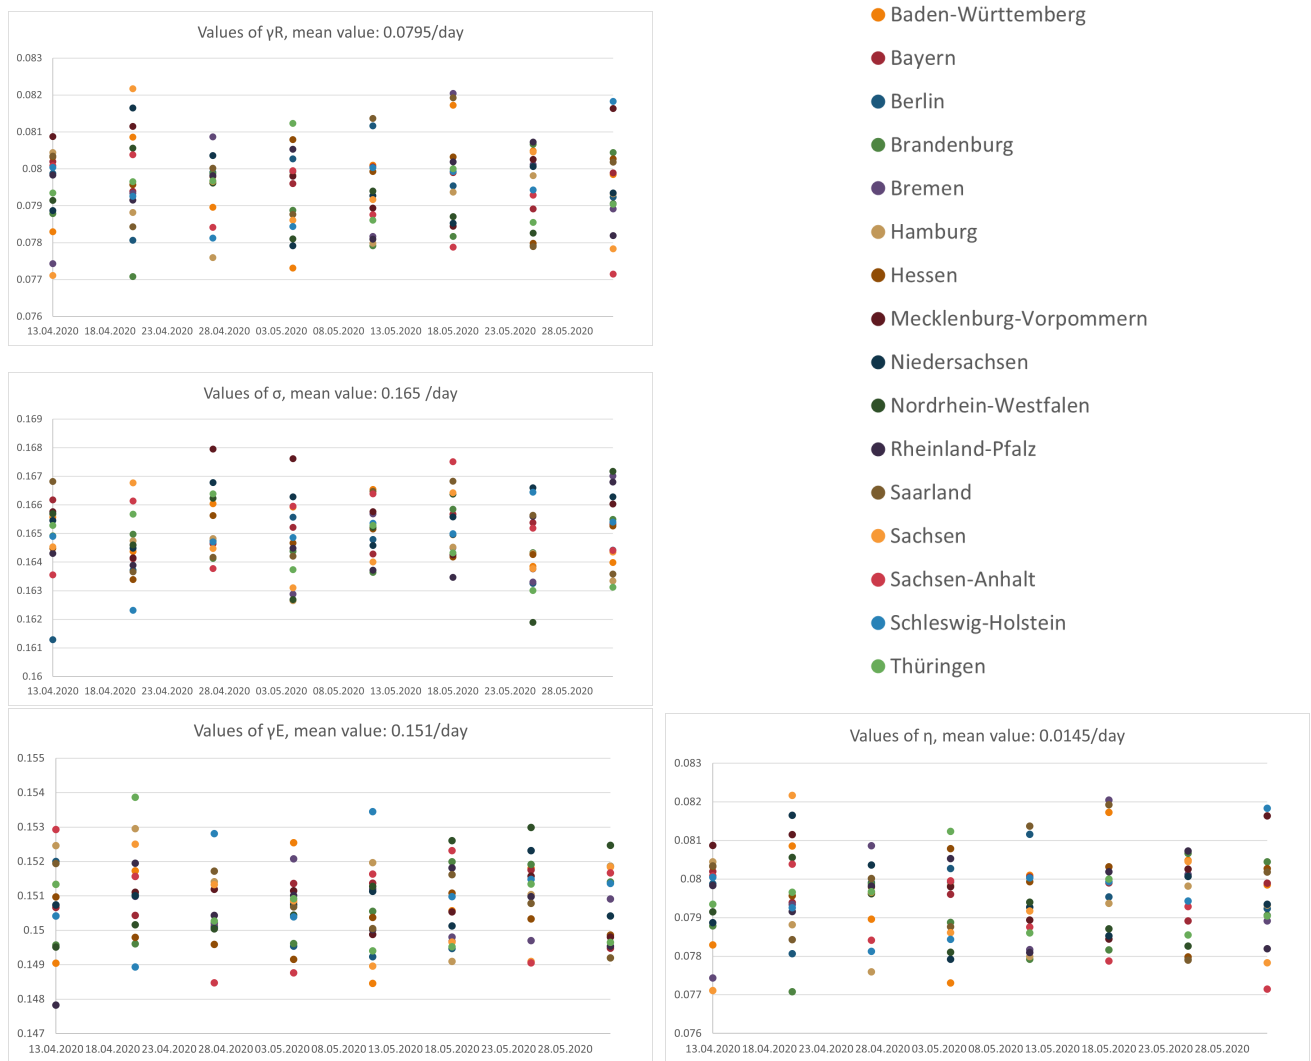 Values of γR, mean value: 0.0795/day
0.083
0.082
0.081
0.08
0.079
0.078
0.077
0.076
13.04.2020 18.04.2020 23.04.2020 28.04.2020 03.05.2020 08.05.2020 13.05.2020 18.05.2020 23.05.2020 28.05.2020
Baden-Württemberg
Bayern
Berlin
Brandenburg
Bremen
Hamburg
Hessen
Mecklenburg-Vorpommern
Niedersachsen
Nordrhein-Westfalen
Rheinland-Pfalz
Saarland
Sachsen
Sachsen-Anhalt
Schleswig-Holstein
Thüringen
Values of σ, mean value: 0.165 /day
0.169
0.168
0.167
0.166
0.165
0.164
0.163
0.162
0.161
0.16
13.04.2020 18.04.2020 23.04.2020 28.04.2020 03.05.2020 08.05.2020 13.05.2020 18.05.2020 23.05.2020 28.05.2020
Values of γE, mean value: 0.151/day
0.155
0.154
0.153
0.152
0.151
0.15
0.149
0.148
0.147
13.04.2020 18.04.2020 23.04.2020 28.04.2020 03.05.2020 08.05.2020 13.05.2020 18.05.2020 23.05.2020 28.05.2020
Values of η, mean value: 0.0145/day
0.083
0.082
0.081
0.08
0.079
0.078
0.077
0.076
13.04.2020 18.04.2020 23.04.2020 28.04.2020 03.05.2020 08.05.2020 13.05.2020 18.05.2020 23.05.2020 28.05.2020